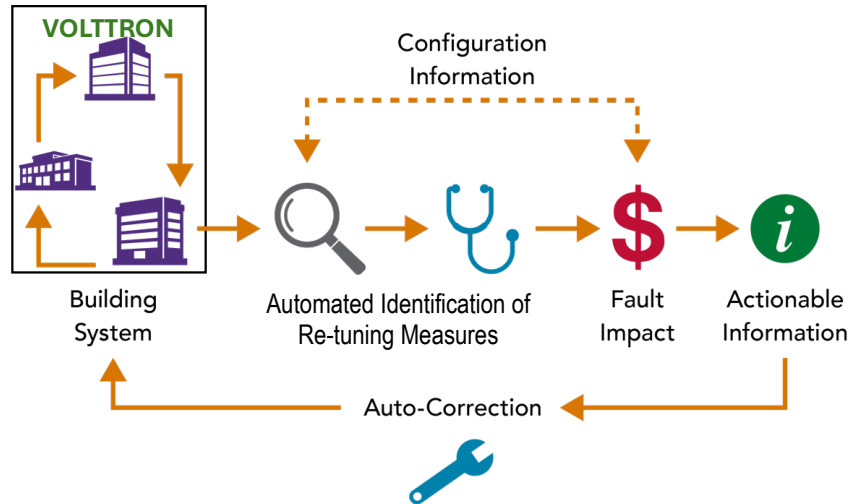 VOLTTRON
Configuration
Information
$
i
Building
System
Automated Identification of
Re-tuning Measures
Fault
Impact
Actionable
Information
Auto-Correction